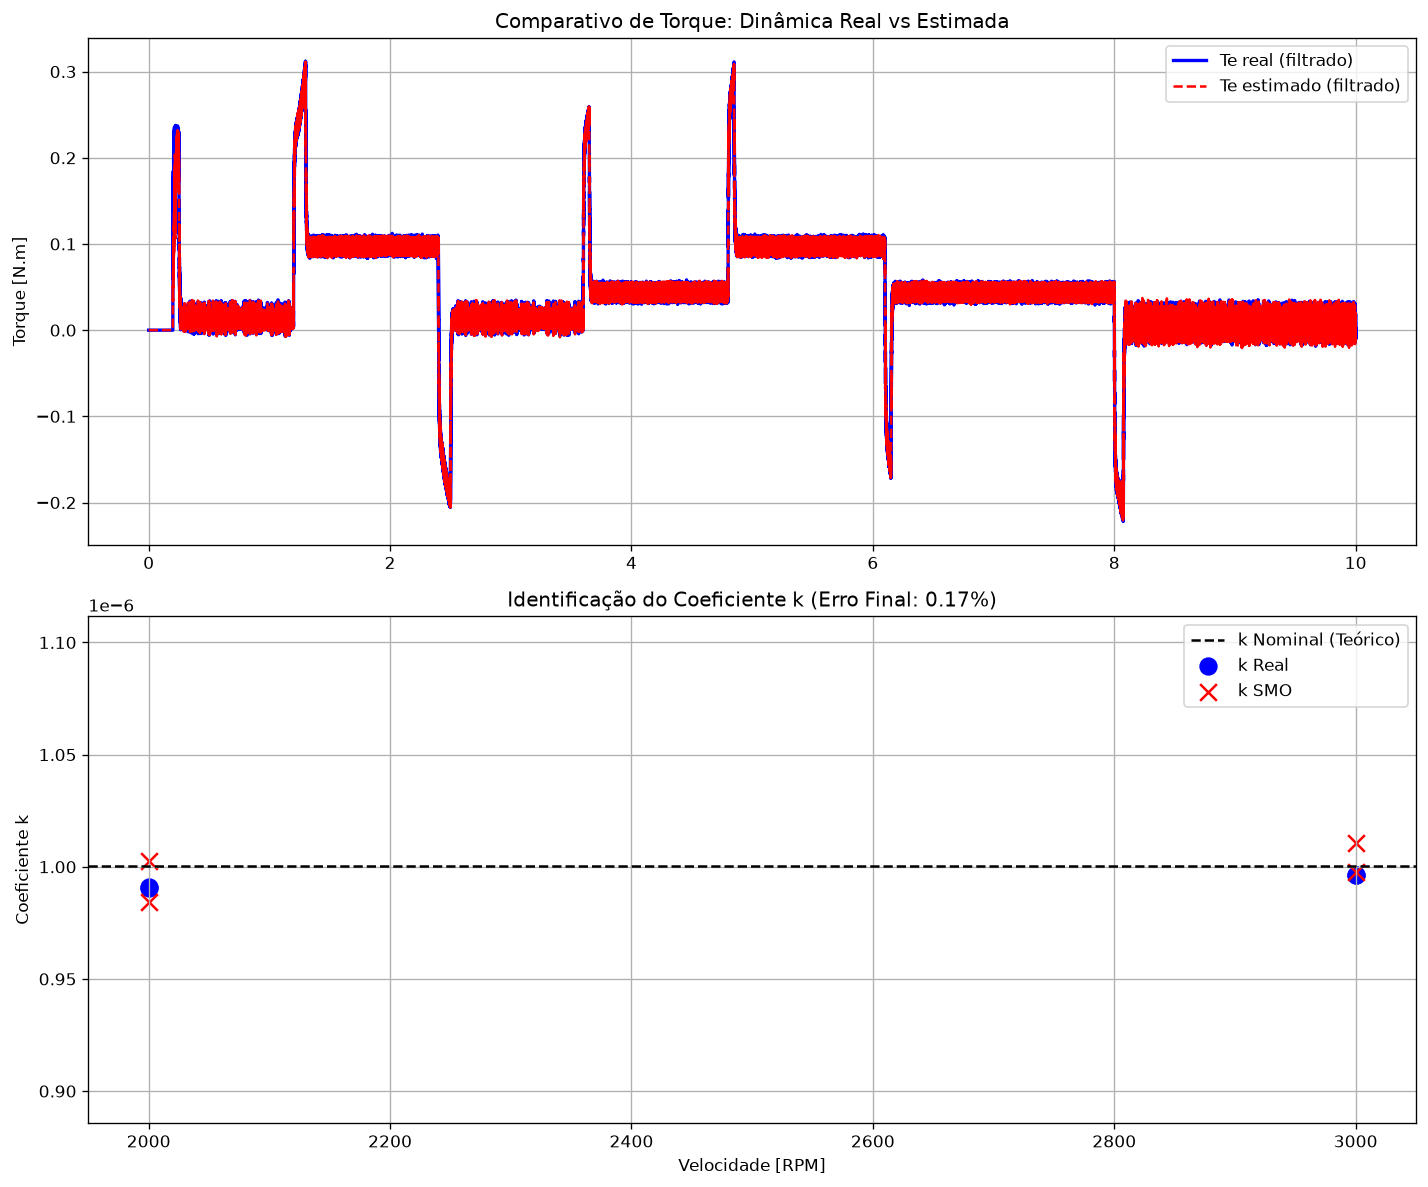 Comparativo de Torque: Dinâmica Real vs Estimada
Te real (filtrado)
Te estimado (filtrado)
Torque [N.m]
0.3
0.2
0.1
0.0
−0.1
−0.2
0 2 4 6 8 10
Identificação do Coeficiente k (Erro Final: 0.17%)
1e−6
k Nominal (Teórico)
k Real
k SMO
Coeficiente k
1.10
1.05
1.00
0.95
0.90
2000 2200 2400 2600 2800 3000
Velocidade [RPM]